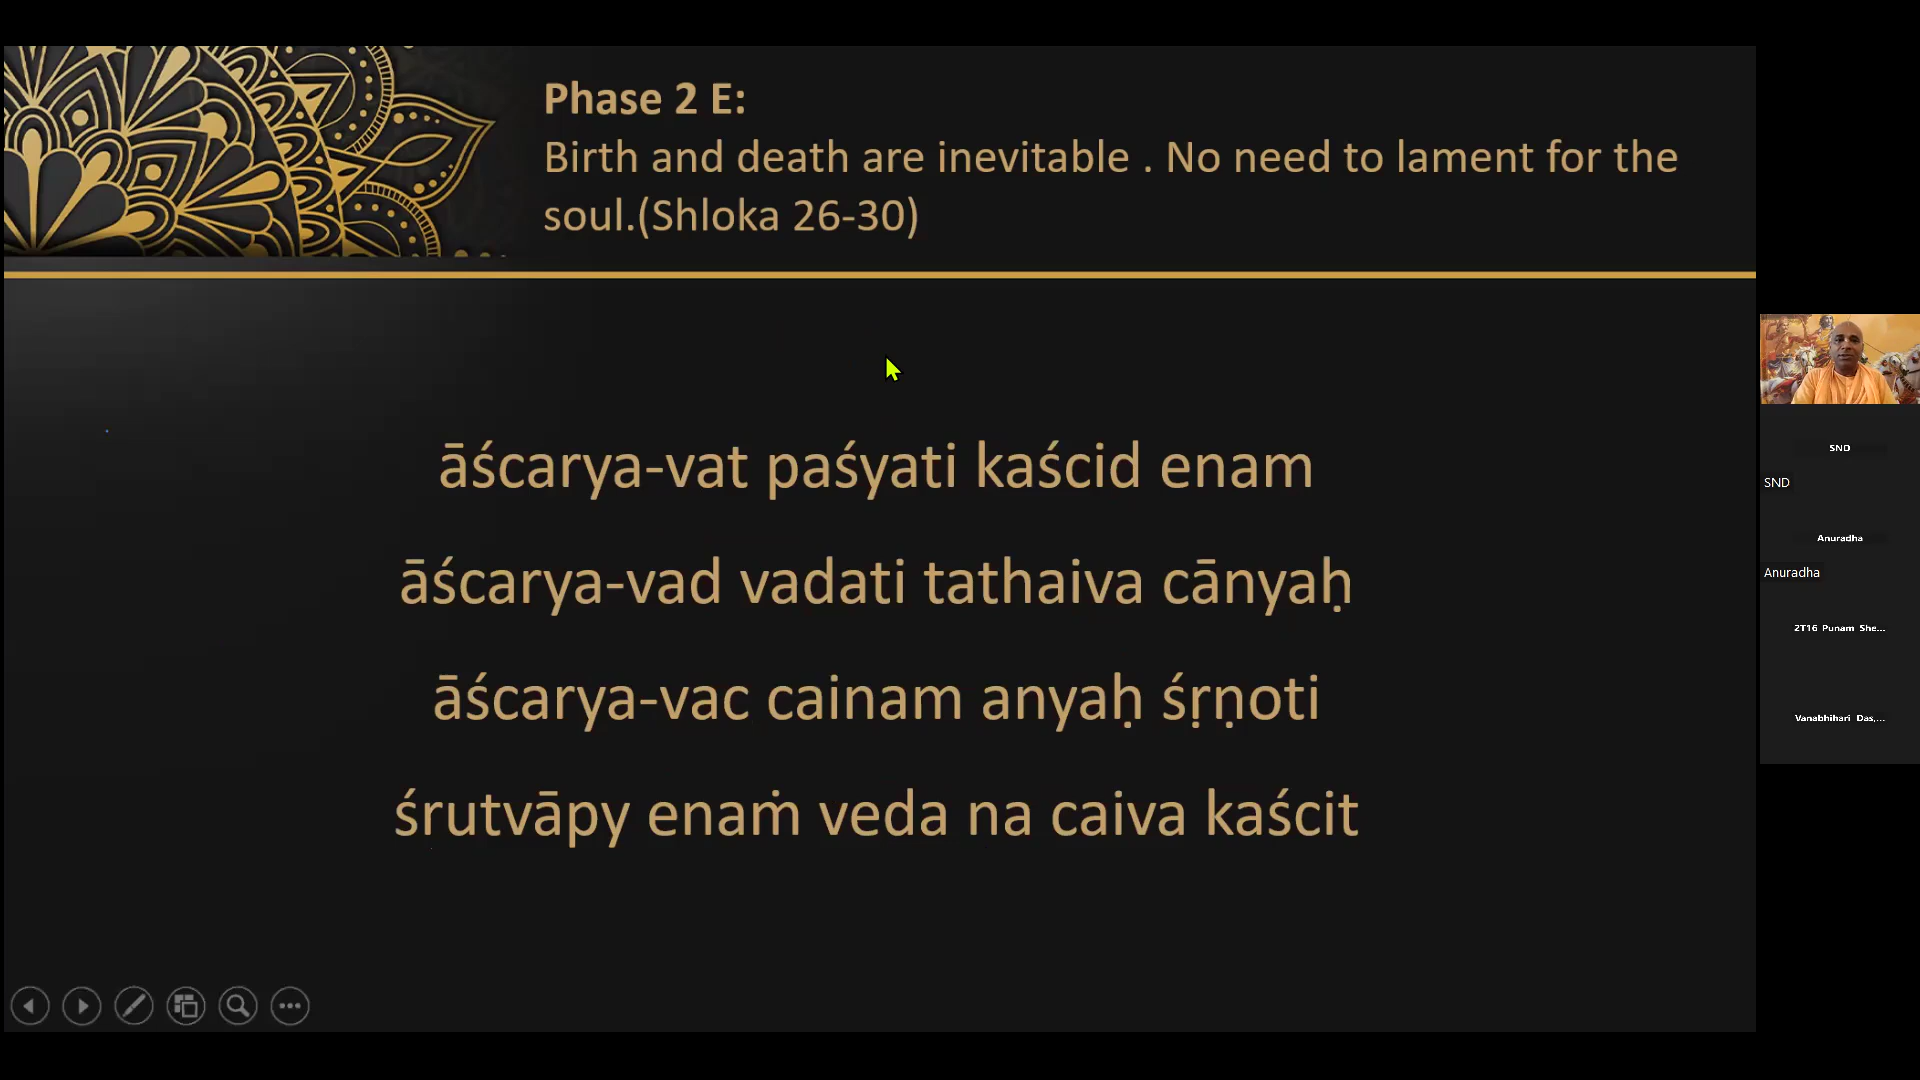 Phase 2 E:
Birth and death are inevitable . No need to lament for the
soul.(Shloka 26-30)
āścarya-vat paśyati kaścid enam
āścarya-vad vadati tathaiva cānyaḥ
āścarya-vac cainam anyaḥ śṛṇoti
śrutvāpy enaṁ veda na caiva kaścit
SND
SND
Anuradha
Anuradha
2T16 Punam She...
Vanabhihari Das,...